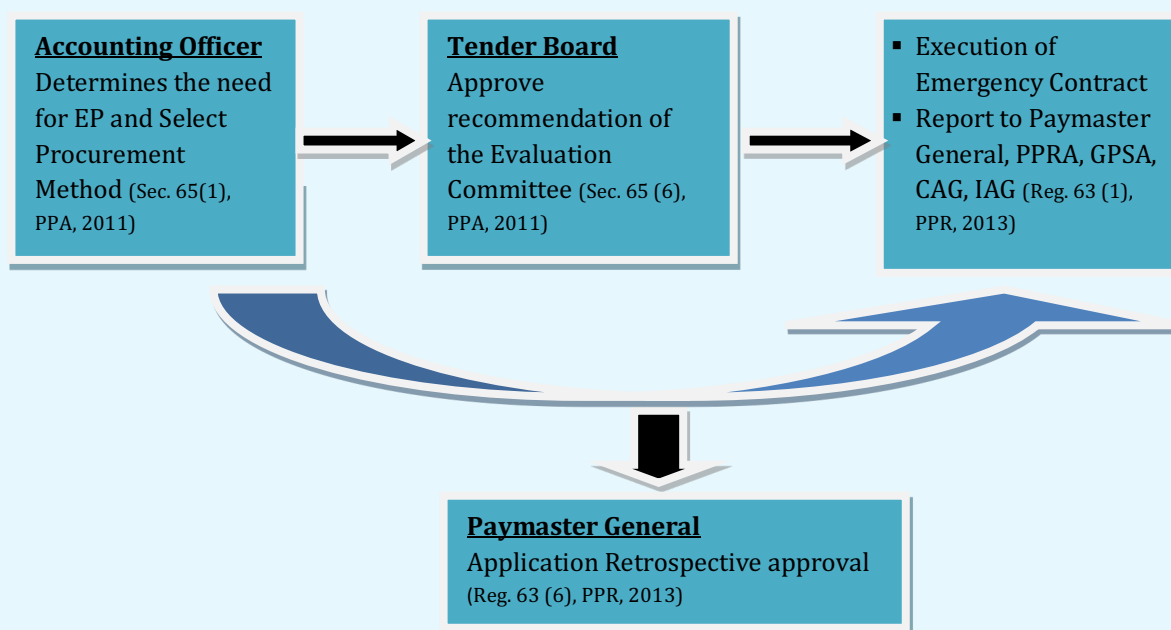 Accounting Officer
Determines the need
for EP and Select
Procurement
Method (Sec. 65(1),
PPA, 2011)
Tender Board
Approve
recommendation of
the Evaluation
Committee (Sec. 65 (6),
PPA, 2011)
▪ Execution of
Emergency Contract
▪ Report to Paymaster
General, PPRA, GPSA,
CAG, IAG (Reg. 63 (1),
PPR, 2013)
Paymaster General
Application Retrospective approval
(Reg. 63 (6), PPR, 2013)